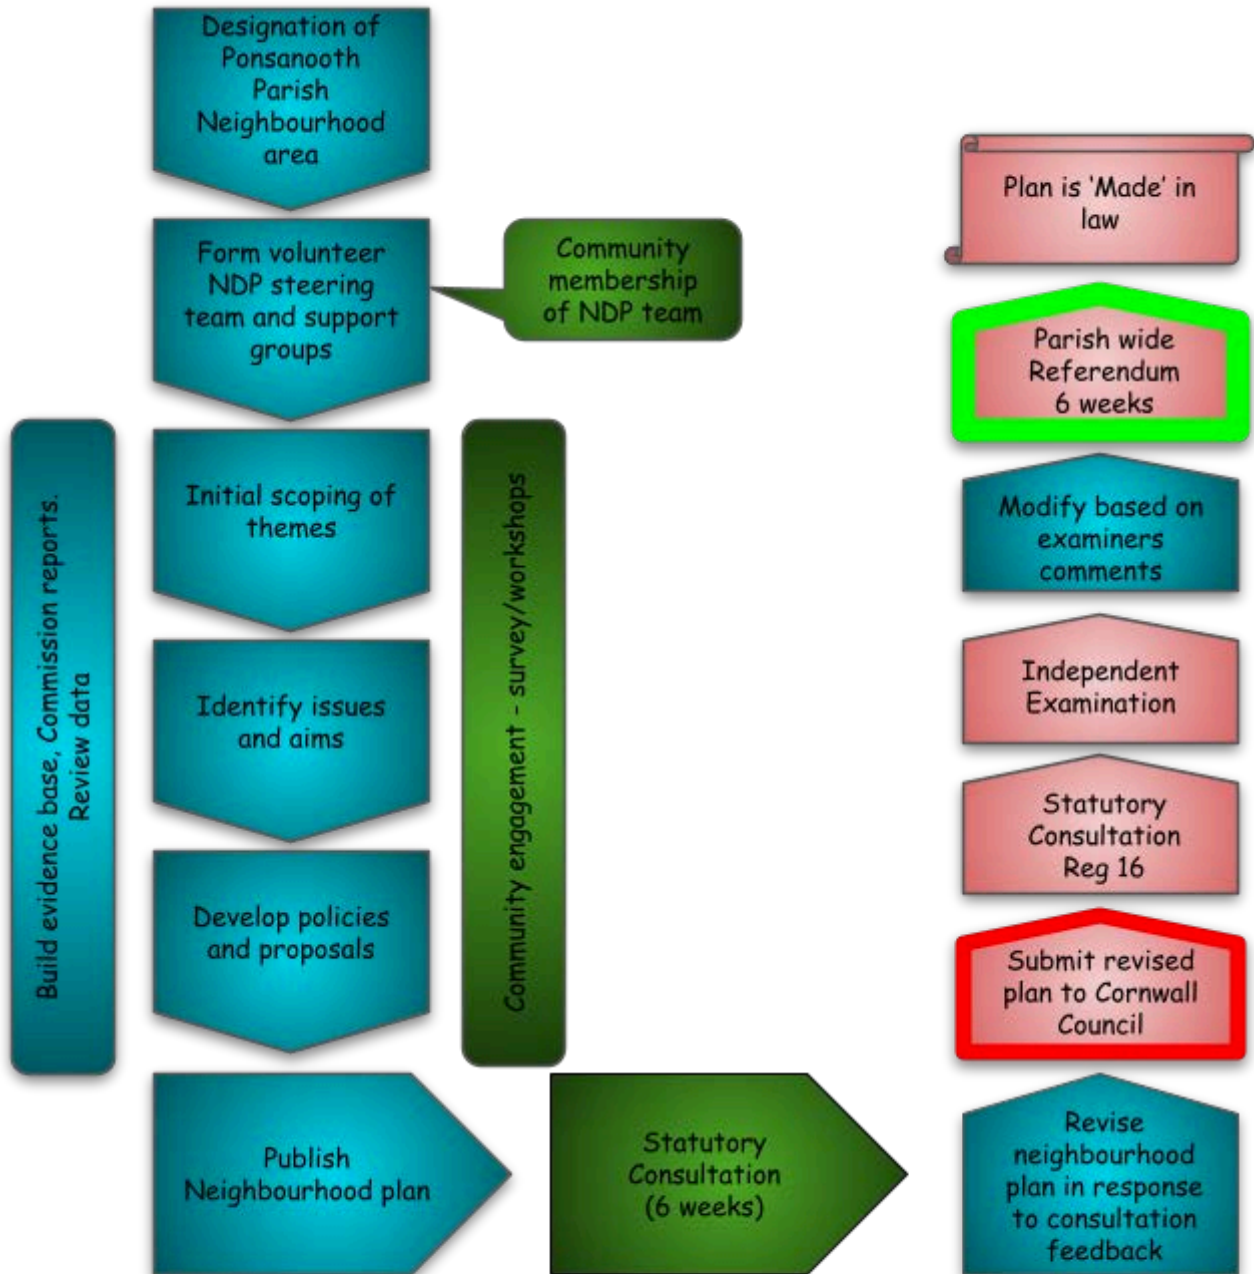 Designation of
Ponsanooth
Parish
Neighbourhood
area
Form volunteer
NDP steering
team and support
groups
Community
membership
of NDP team
Build evidence base, Commission reports.
Review data
Initial scoping of
themes
Identify issues
and aims
Develop policies
and proposals
Community engagement - survey/workshops
Publish
Neighbourhood plan
Statutory
Consultation
(6 weeks)
Revise
neighbourhood
plan in response
to consultation
feedback
Submit revised
plan to Cornwall
Council
Statutory
Consultation
Reg 16
Independent
Examination
Modify based on
examiners
comments
Parish wide
Referendum
6 weeks
Plan is ‘Made’ in
law